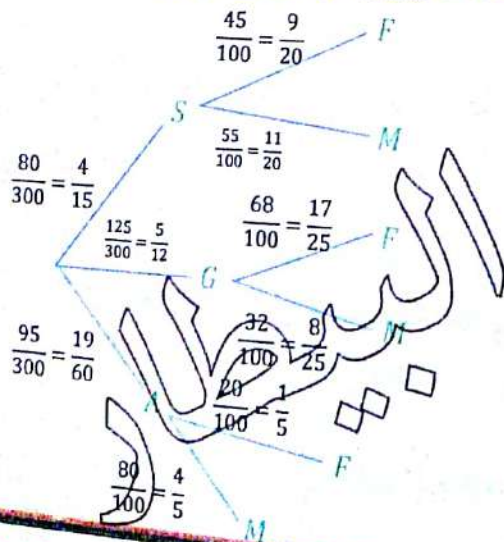 45/100 = 9/20
F
S
55/100 = 11/20
M
80/300 = 4/15
125/300 = 5/12
68/100 = 17/25
F
G
95/300 = 19/60
32/100 = 8/25
M
A
20/100 = 1/5
F
80/100 = 4/5
M